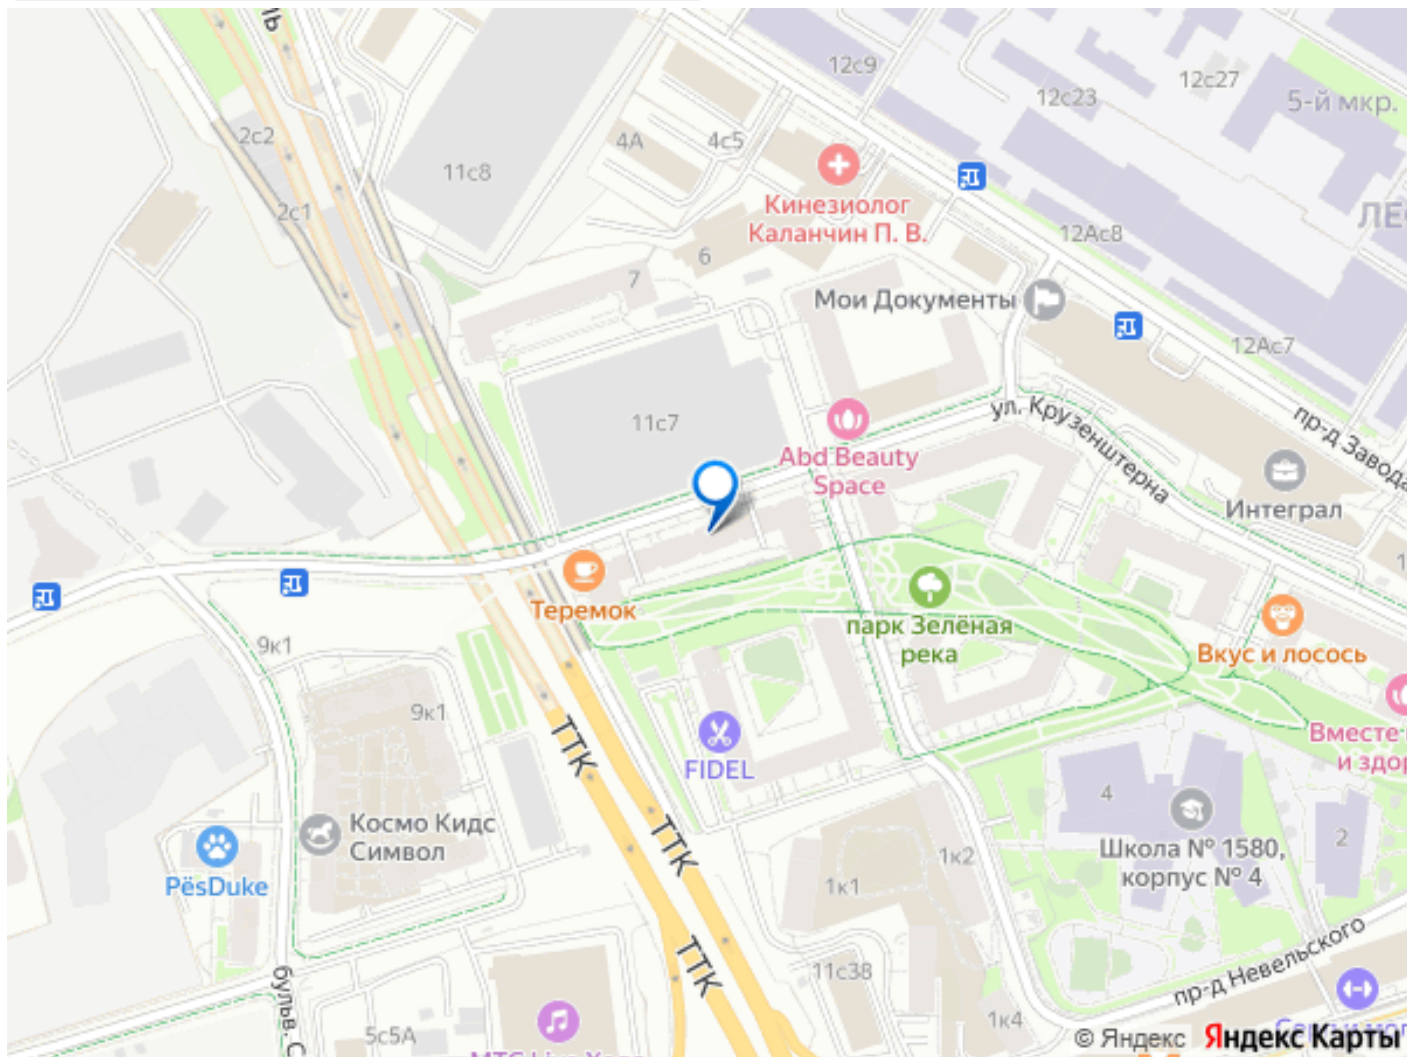 2с2
12с9
12с27
12с23
5-й мкр.
4А
4с5
11с8
Кинезиолог
Каланчин П. В.
2с1
12Ас8
6
7
Мои Документы
12Ас7
11с7
ул. Крузенштерна
Abd Beauty
Space
Интеграл
Теремок
парк Зелёная
река
Вкус и лосось
9к1
9к1
ТТК
FIDEL
Вместе
4
2
Космо Кидс
Символ
ТТК
Школа № 1580,
корпус № 4
PёsDuke
1к2
1к1
ТТК
11с38
пр-д Невельского
5с5А
1к4
© Яндекс Яндекс Карты